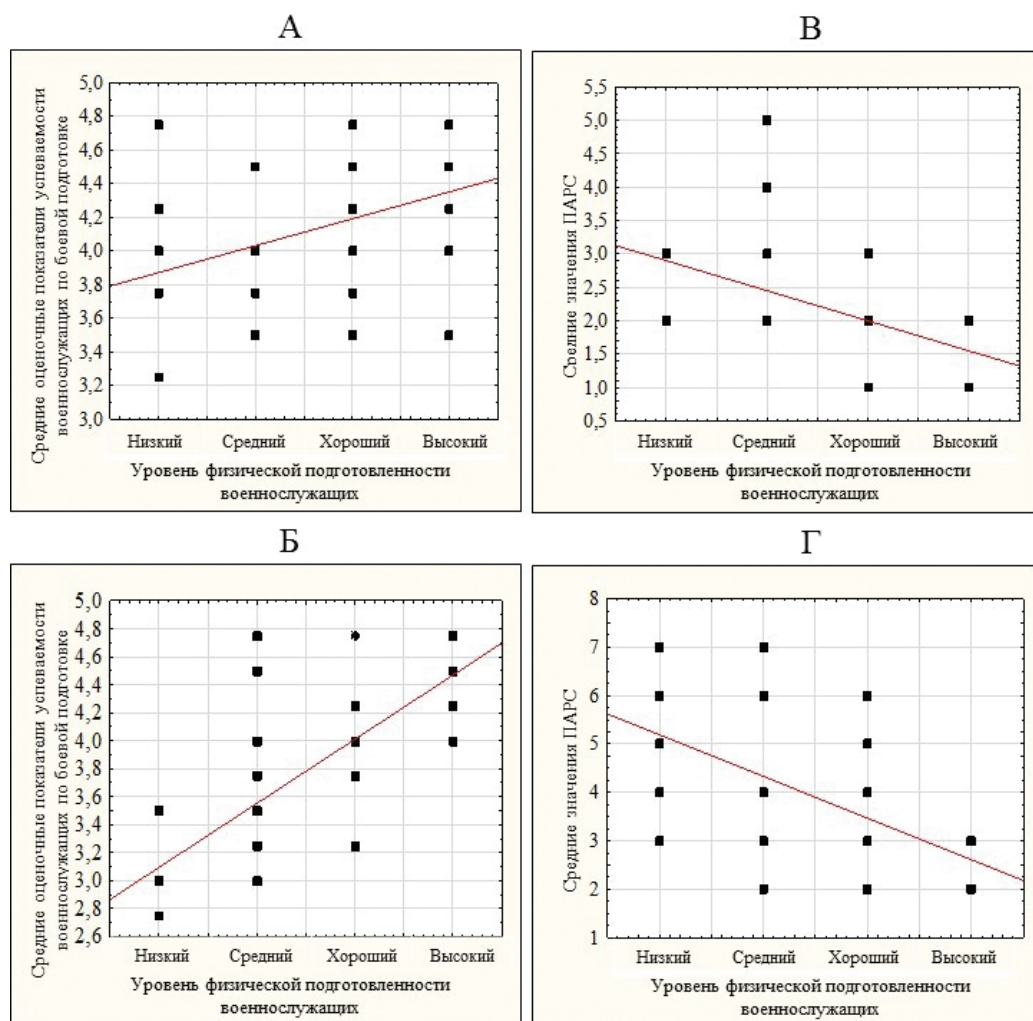 А
Средние оценочные показатели успеваемости
военнослужащих по боевой подготовке
5,0
4,8
4,6
4,4
4,2
4,0
3,8
3,6
3,4
3,2
3,0
Низкий Средний Хороший Высокий
Уровень физической подготовленности
военнослужащих
В
Средние значения ПАРС
5,5
5,0
4,5
4,0
3,5
3,0
2,5
2,0
1,5
1,0
0,5
Низкий Средний Хороший Высокий
Уровень физической подготовленности
военнослужащих
Б
Средние оценочные показатели успеваемости
военнослужащих по боевой подготовке
5,0
4,8
4,6
4,4
4,2
4,0
3,8
3,6
3,4
3,2
3,0
2,8
2,6
Низкий Средний Хороший Высокий
Уровень физической подготовленности
военнослужащих
Г
Средние значения ПАРС
8
7
6
5
4
3
2
1
Низкий Средний Хороший Высокий
Уровень физической подготовленности
военнослужащих